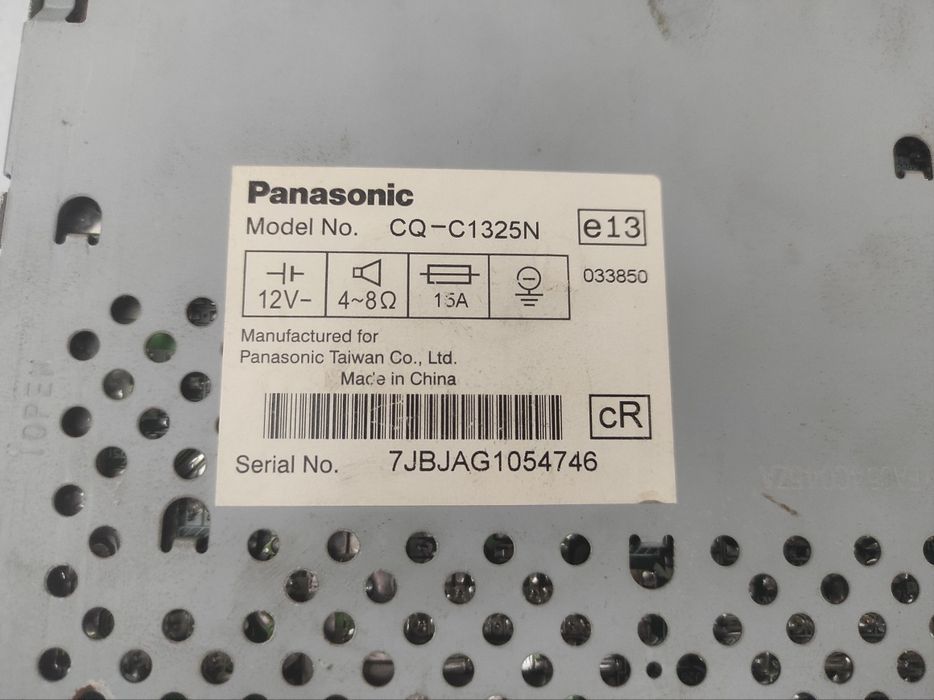 Panasonic
Model No. CQ-C1325N e13
12V⎓ 4~8Ω 15A 033850
Manufactured for
Panasonic Taiwan Co., Ltd.
Made in China
cR
Serial No. 7JBJAG1054746